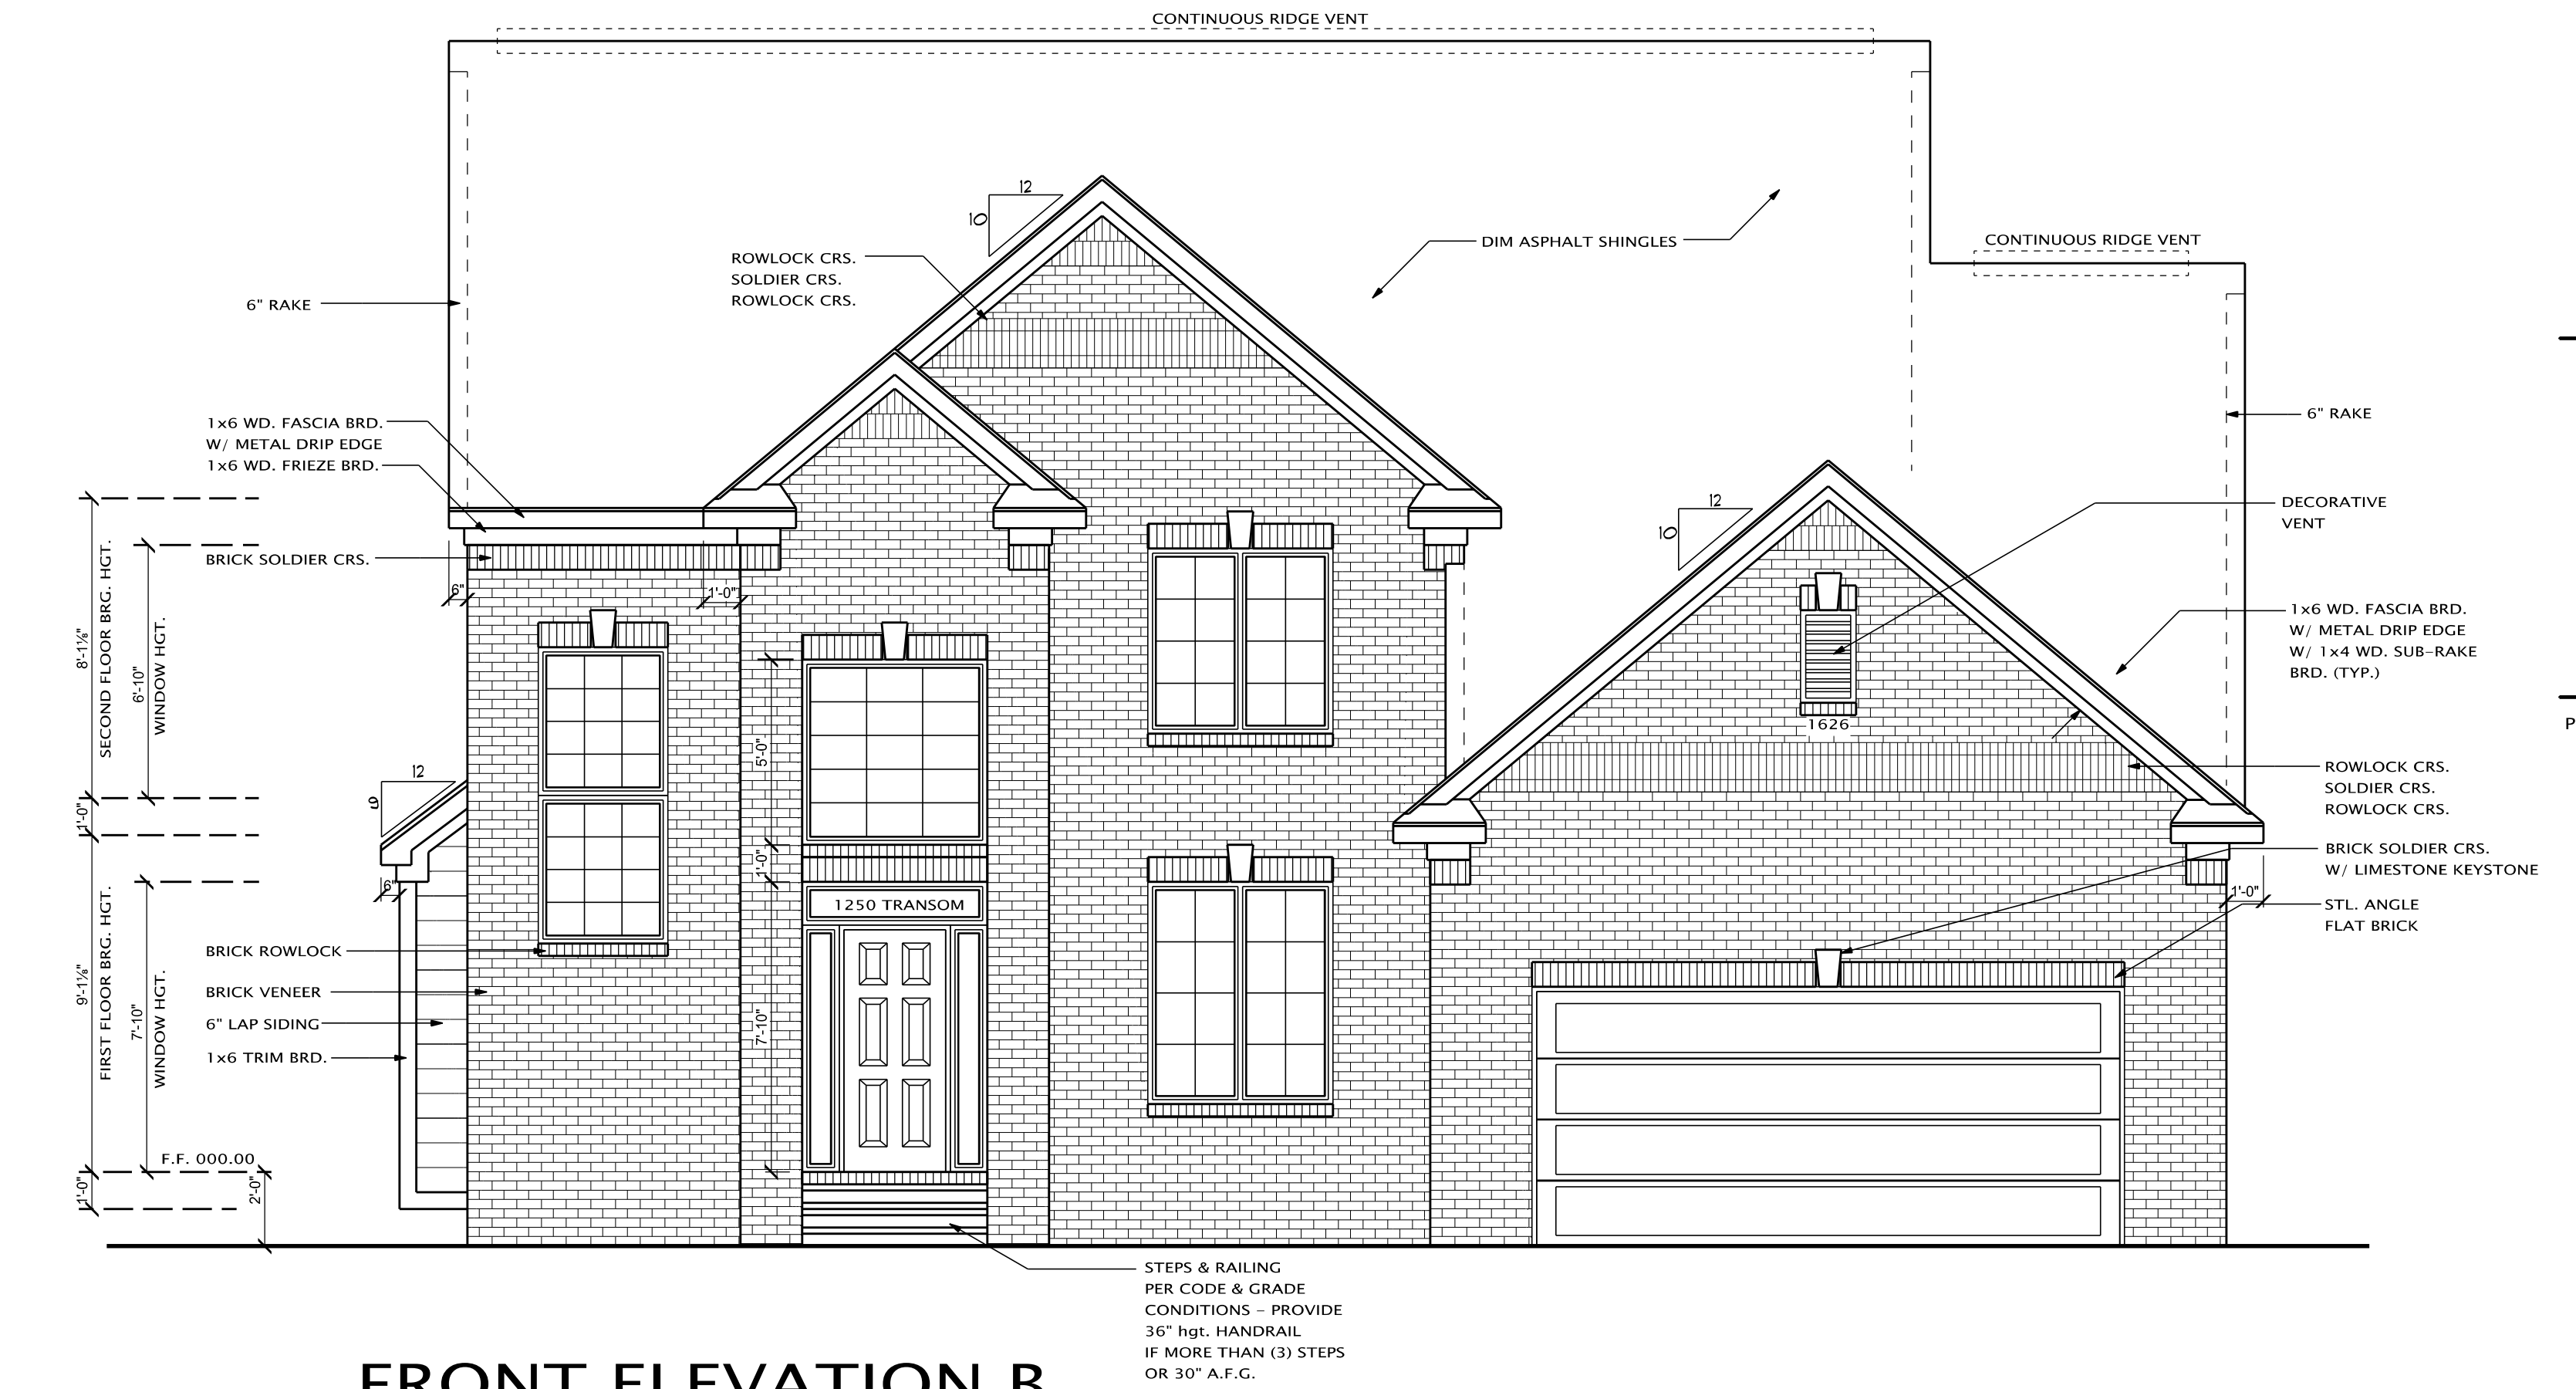 CONTINUOUS RIDGE VENT
12
10
CONTINUOUS RIDGE VENT
DIM ASPHALT SHINGLES
ROWLOCK CRS.
SOLDIER CRS.
ROWLOCK CRS.
6" RAKE
6" RAKE
1x6 WD. FASCIA BRD.
W/ METAL DRIP EDGE
1x6 WD. FRIEZE BRD.
BRICK SOLDIER CRS.
12
10
DECORATIVE
VENT
6"
1'-0"
1x6 WD. FASCIA BRD.
W/ METAL DRIP EDGE
W/ 1x4 WD. SUB-RAKE
BRD. (TYP.)
8'-1⅛"
SECOND FLOOR BRG. HGT.
6'-10"
WINDOW HGT.
1626
P
5'-0"
12
9
ROWLOCK CRS.
SOLDIER CRS.
ROWLOCK CRS.
1'-0"
1'-0"
BRICK SOLDIER CRS.
W/ LIMESTONE KEYSTONE
6"
1'-0"
1250 TRANSOM
STL. ANGLE
FLAT BRICK
9'-1⅛"
FIRST FLOOR BRG. HGT.
7'-10"
WINDOW HGT.
BRICK ROWLOCK
BRICK VENEER
6" LAP SIDING
1x6 TRIM BRD.
7'-10"
F.F. 000.00
1'-0"
2'-0"
STEPS & RAILING
PER CODE & GRADE
CONDITIONS - PROVIDE
36" hgt. HANDRAIL
IF MORE THAN (3) STEPS
OR 30" A.F.G.
FRONT ELEVATION B